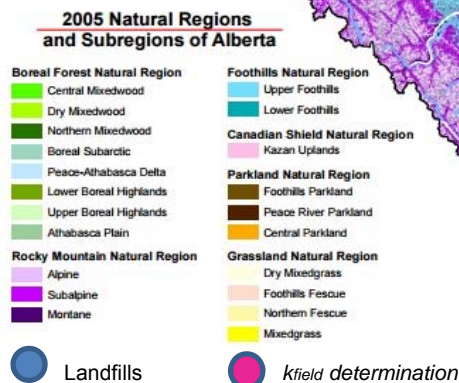 2005 Natural Regions
and Subregions of Alberta
Boreal Forest Natural Region
Central Mixedwood
Dry Mixedwood
Northern Mixedwood
Boreal Subarctic
Peace-Athabasca Delta
Lower Boreal Highlands
Upper Boreal Highlands
Athabasca Plain
Rocky Mountain Natural Region
Alpine
Subalpine
Montane
Foothills Natural Region
Upper Foothills
Lower Foothills
Canadian Shield Natural Region
Kazan Uplands
Parkland Natural Region
Foothills Parkland
Peace River Parkland
Central Parkland
Grassland Natural Region
Dry Mixedgrass
Foothills Fescue
Northern Fescue
Mixedgrass
Landfills
kfield determination